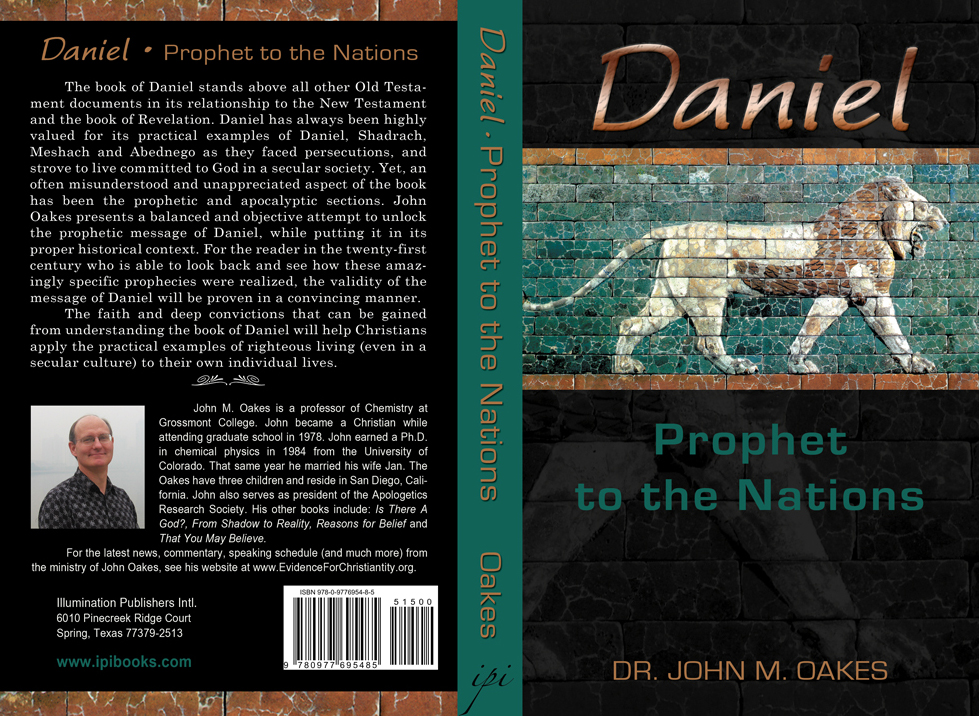 Daniel • Prophet to the Nations
The book of Daniel stands above all other Old Testa-
ment documents in its relationship to the New Testament
and the book of Revelation. Daniel has always been highly
valued for its practical examples of Daniel, Shadrach,
Meshach and Abednego as they faced persecutions, and
strove to live committed to God in a secular society. Yet, an
often misunderstood and unappreciated aspect of the book
has been the prophetic and apocalyptic sections. John
Oakes presents a balanced and objective attempt to unlock
the prophetic message of Daniel, while putting it in its
proper historical context. For the reader in the twenty-first
century who is able to look back and see how these amaz-
ingly specific prophecies were realized, the validity of the
message of Daniel will be proven in a convincing manner.
The faith and deep convictions that can be gained
from understanding the book of Daniel will help Christians
apply the practical examples of righteous living (even in a
secular culture) to their own individual lives.
John M. Oakes is a professor of Chemistry at
Grossmont College. John became a Christian while
attending graduate school in 1978. John earned a Ph.D.
in chemical physics in 1984 from the University of
Colorado. That same year he married his wife Jan. The
Oakes have three children and reside in San Diego, Cali-
fornia. John also serves as president of the Apologetics
Research Society. His other books include: Is There A
God?, From Shadow to Reality, Reasons for Belief and
That You May Believe.
For the latest news, commentary, speaking schedule (and much more) from
the ministry of John Oakes, see his website at www.EvidenceForChristiantity.org.
Illumination Publishers Intl.
6010 Pinecreek Ridge Court
Spring, Texas 77379-2513
www.ipibooks.com
ISBN 978-0-9776954-8-5
51500
9 780977 695485
Daniel • Prophet to the Nations
Oakes
ipi
Daniel
Prophet
to the Nations
DR. JOHN M. OAKES